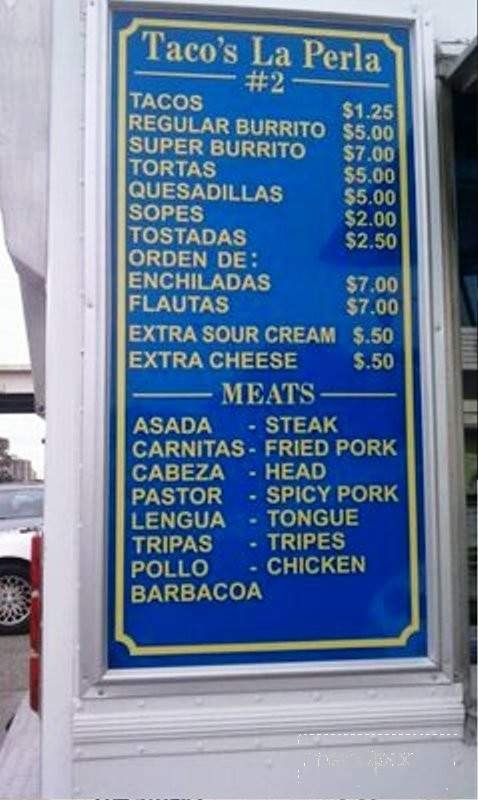 Taco's La Perla
#2
TACOS $1.25
REGULAR BURRITO $5.00
SUPER BURRITO $7.00
TORTAS $5.00
QUESADILLAS $5.00
SOPES $2.00
TOSTADAS $2.50
ORDEN DE:
ENCHILADAS $7.00
FLAUTAS $7.00
EXTRA SOUR CREAM $.50
EXTRA CHEESE $.50
MEATS
ASADA - STEAK
CARNITAS - FRIED PORK
CABEZA - HEAD
PASTOR - SPICY PORK
LENGUA - TONGUE
TRIPAS - TRIPES
POLLO - CHICKEN
BARBACOA